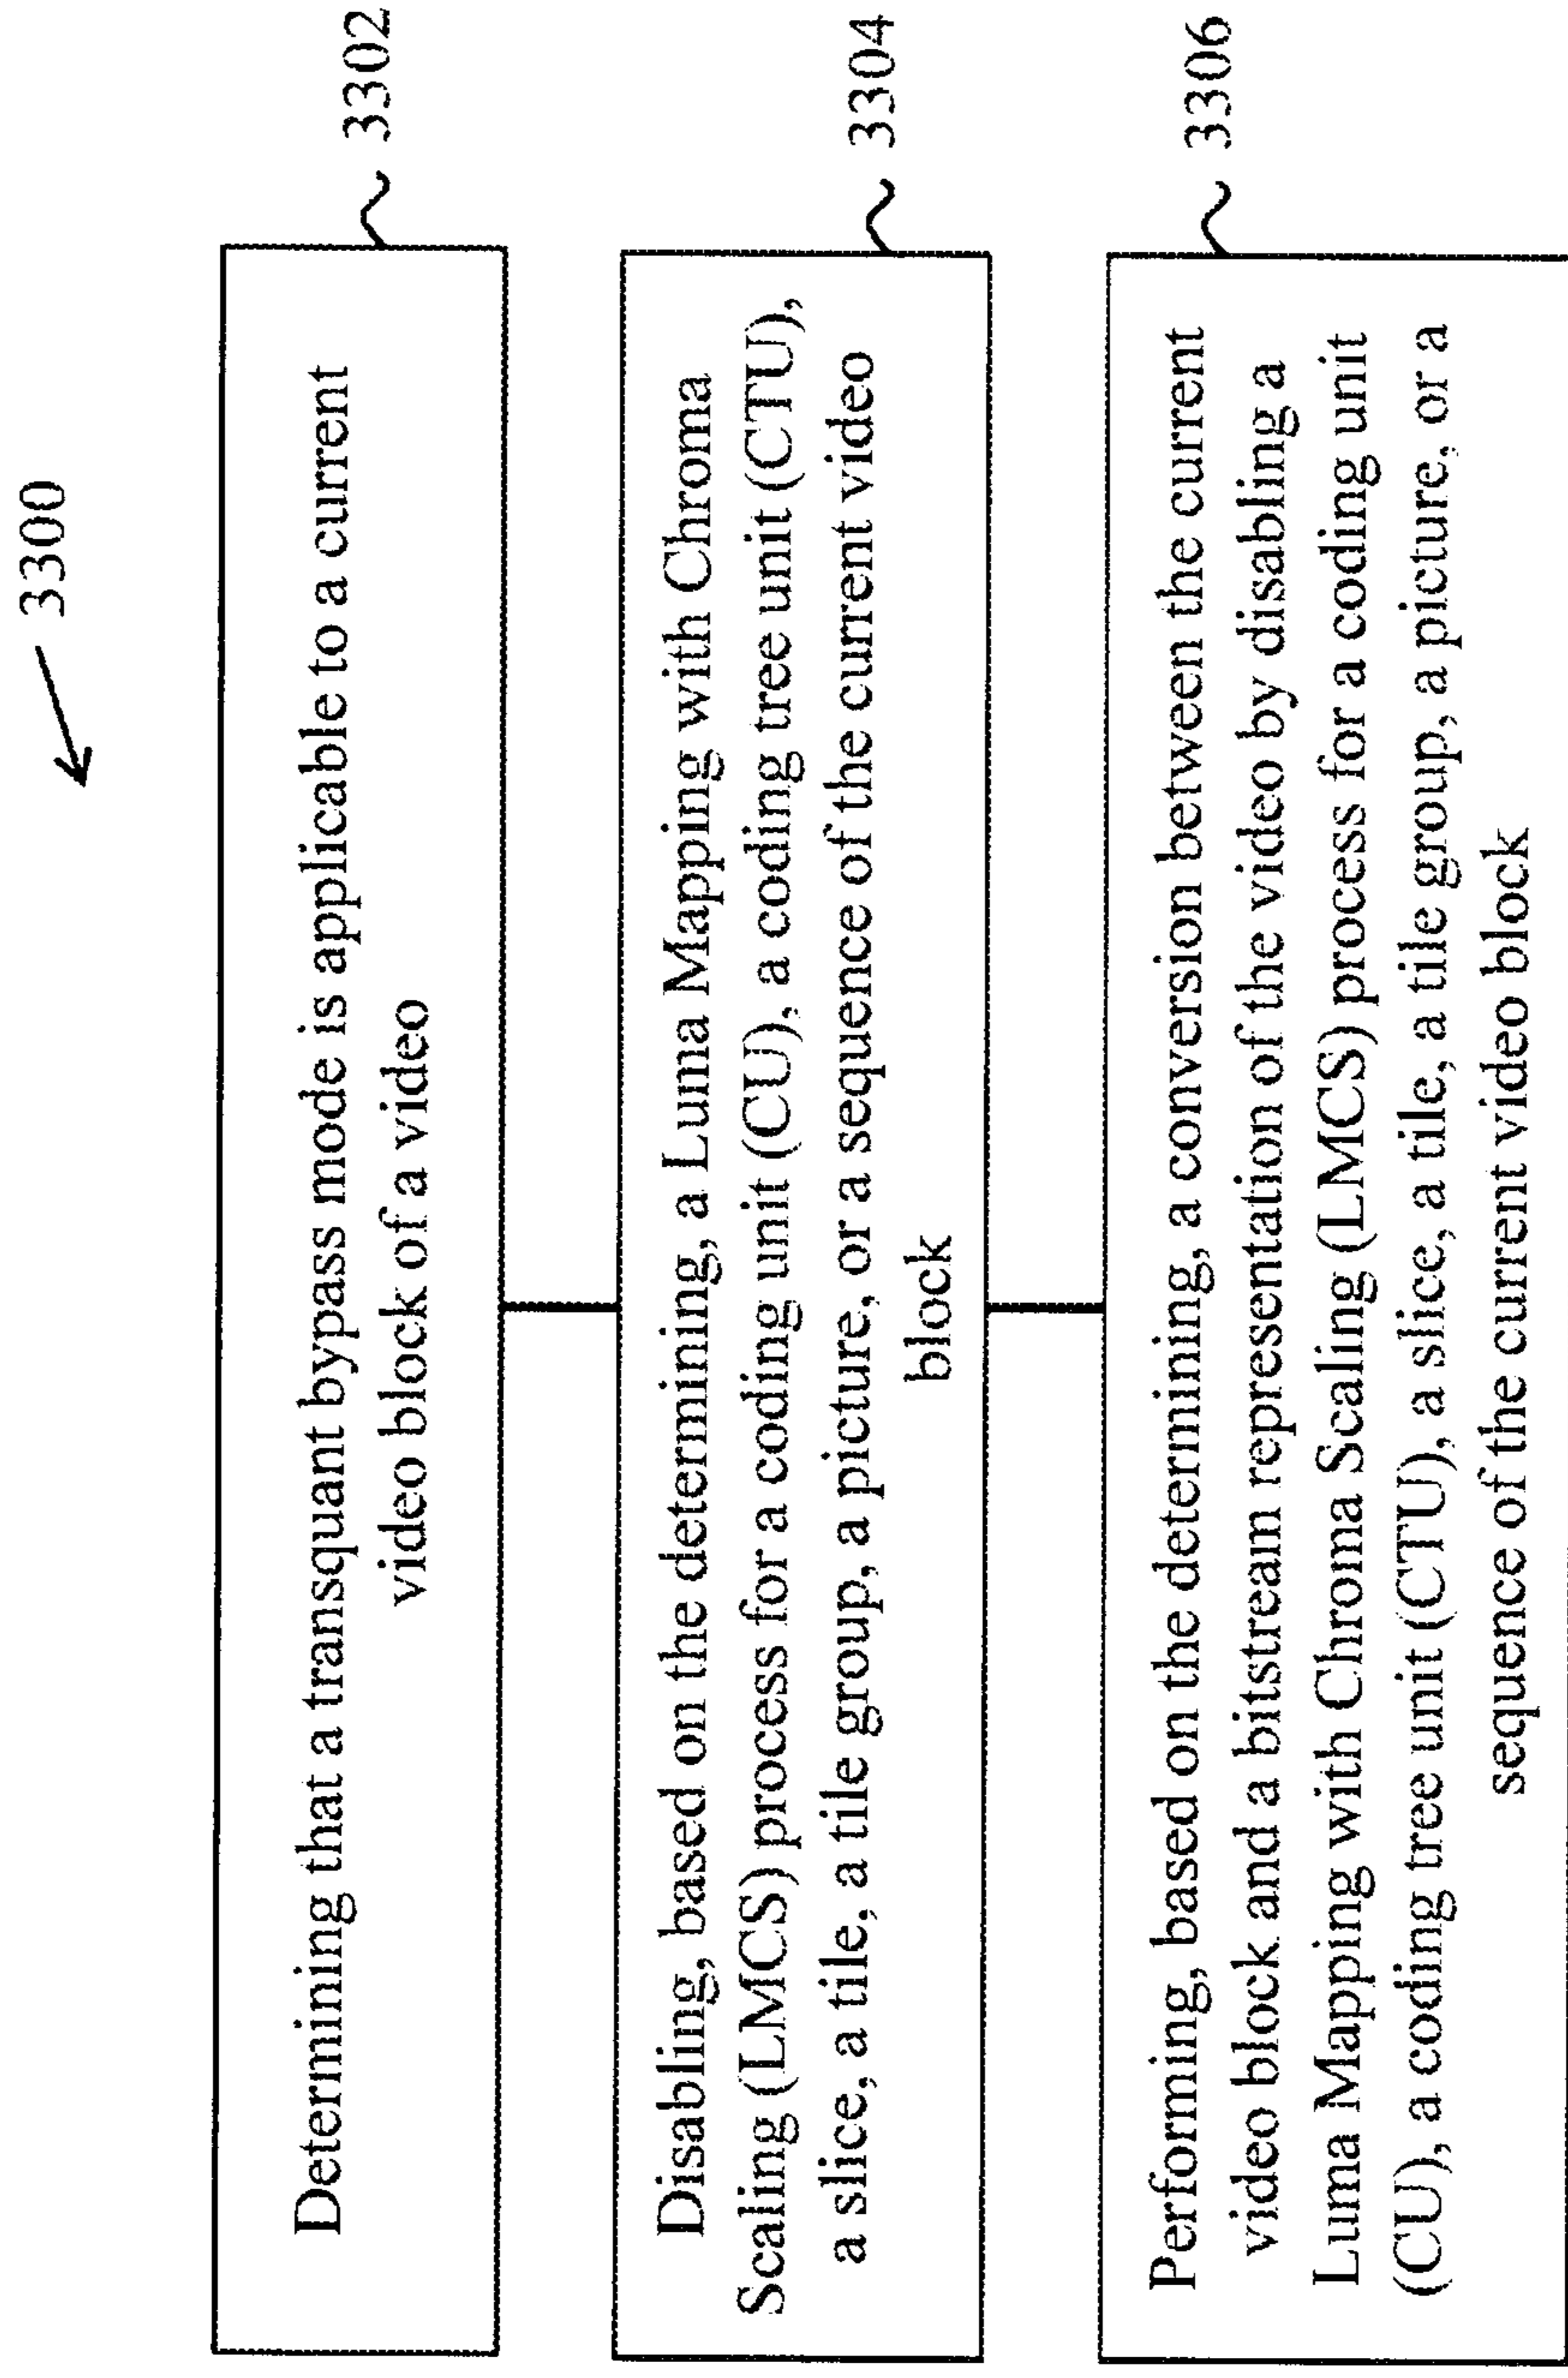 3300
Determining that a transquant bypass mode is applicable to a current
video block of a video
3302
Disabling, based on the determining, a Luma Mapping with Chroma
Scaling (LMCS) process for a coding unit (CU), a coding tree unit (CTU),
a slice, a tile, a tile group, a picture, or a sequence of the current video
block
3304
Performing, based on the determining, a conversion between the current
video block and a bitstream representation of the video by disabling a
Luma Mapping with Chroma Scaling (LMCS) process for a coding unit
(CU), a coding tree unit (CTU), a slice, a tile, a tile group, a picture, or a
sequence of the current video block
3306